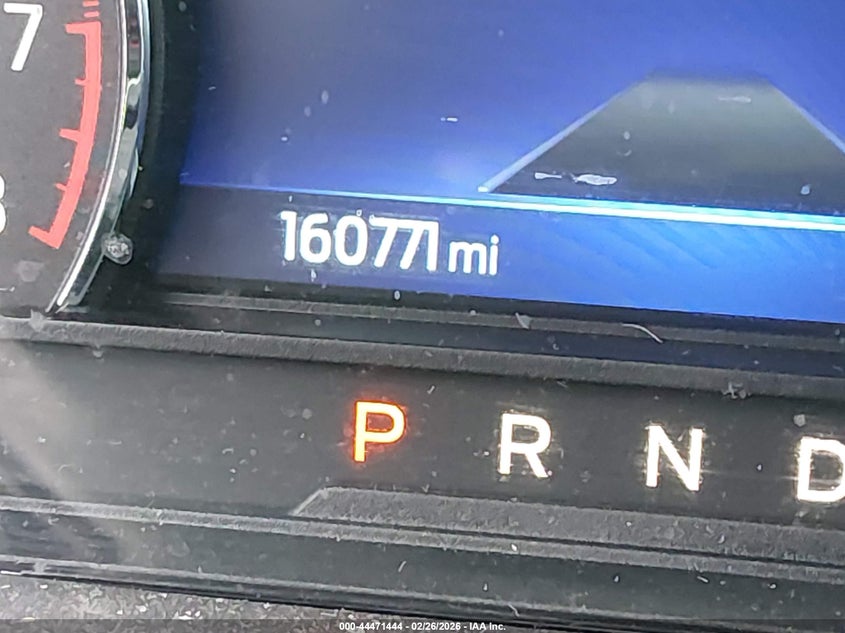 7
160771 mi
P R N D
000-44471444 - 02/26/2026 - IAA Inc.